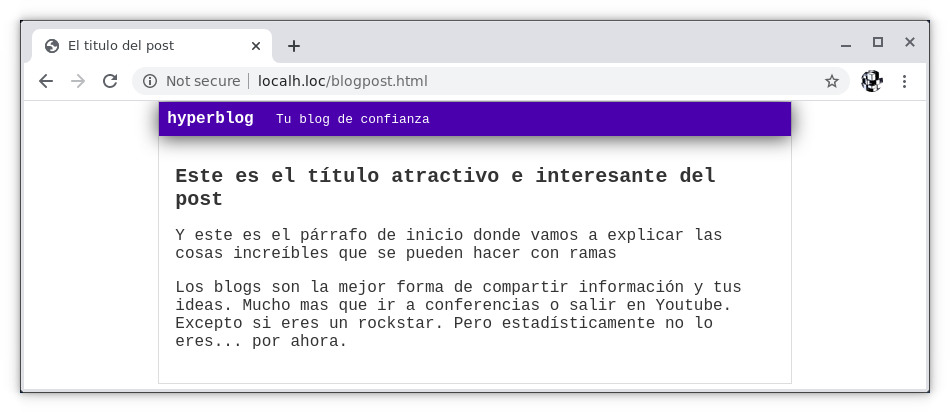 El titulo del post
Not secure | localh.loc/blogpost.html
hyperblog Tu blog de confianza
Este es el título atractivo e interesante del
post
Y este es el párrafo de inicio donde vamos a explicar las
cosas increíbles que se pueden hacer con ramas
Los blogs son la mejor forma de compartir información y tus
ideas. Mucho mas que ir a conferencias o salir en Youtube.
Excepto si eres un rockstar. Pero estadísticamente no lo
eres... por ahora.